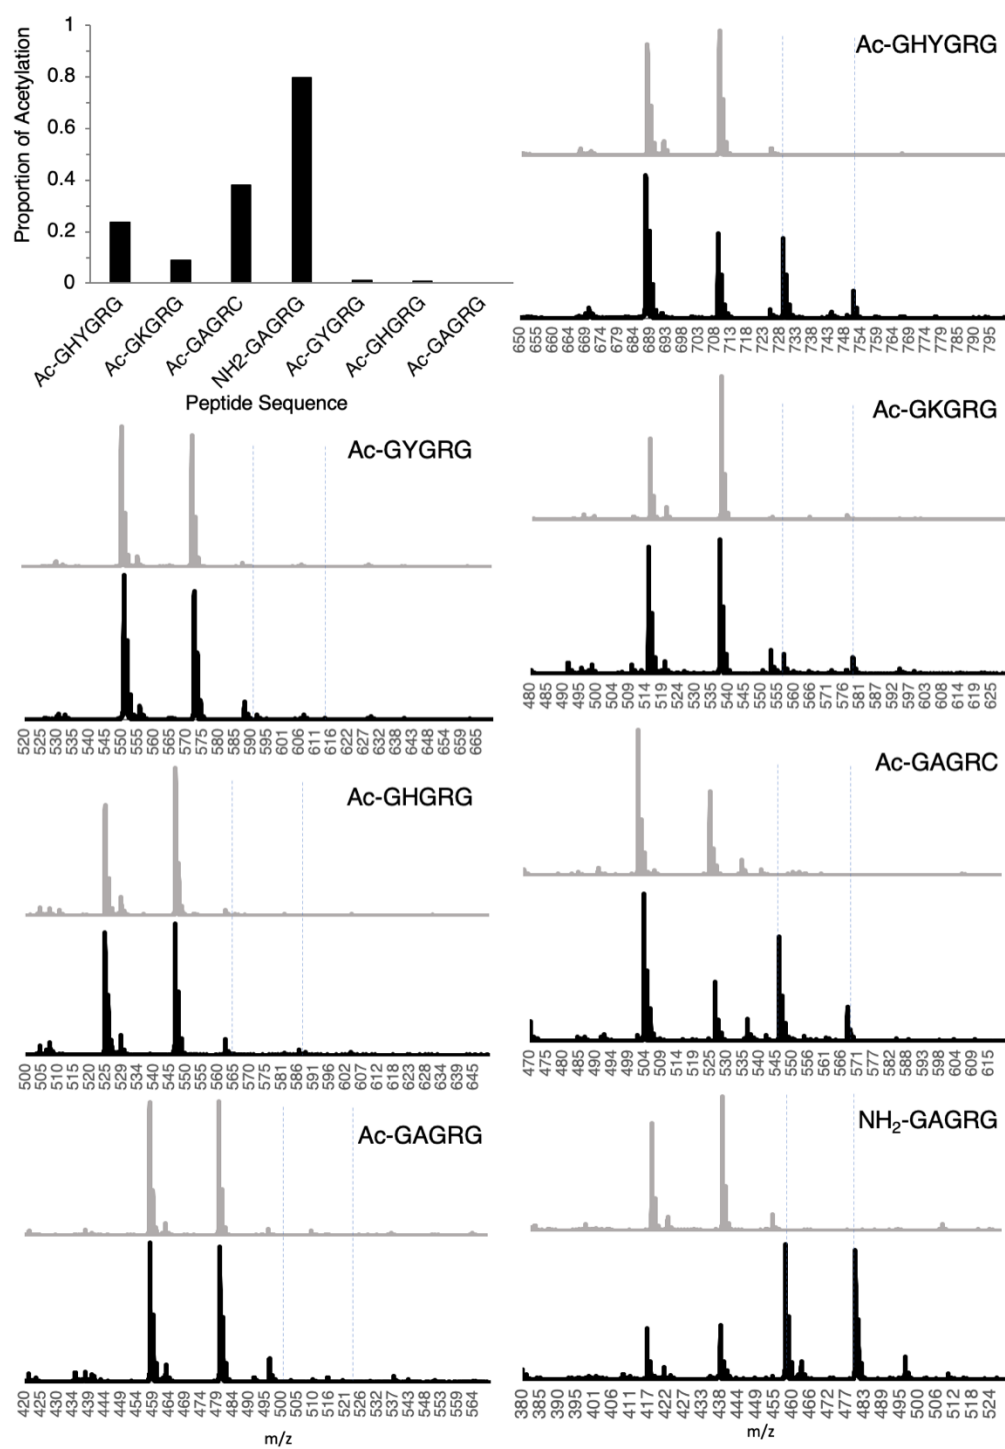 1
0.8
0.6
0.4
0.2
0
Proportion of Acetylation
Ac-GHYGRG
Ac-GKGRG
Ac-GAGRC
NH2-GAGRG
Ac-GYGRG
Ac-GHGRG
Ac-GAGRG
Peptide Sequence
Ac-GHYGRG
650 655 660 664 669 674 679 684 689 693 698 703 708 713 718 723 728 733 738 743 748 754 759 764 769 774 779 785 790 795
Ac-GYGRG
520 525 530 535 540 545 550 555 560 565 570 575 580 585 590 595 601 606 611 616 622 627 632 638 643 648 654 659 665
Ac-GKGRG
480 485 490 495 500 504 509 514 519 524 530 535 540 545 550 555 560 566 571 576 581 587 592 597 603 608 614 619 625
Ac-GHGRG
500 505 510 515 520 525 529 534 540 545 550 555 560 565 570 575 581 586 591 596 602 607 612 618 623 628 634 639 645
Ac-GAGRC
470 475 480 485 490 494 499 504 509 514 519 525 530 535 540 545 550 556 561 566 571 577 582 588 593 598 604 609 615
Ac-GAGRG
420 425 430 434 439 444 449 454 459 464 469 474 479 484 490 495 500 505 510 516 521 526 532 537 543 548 553 559 564
m/z
NH₂-GAGRG
380 385 390 395 401 406 411 417 422 427 433 438 444 449 455 460 466 472 477 483 489 495 500 506 512 518 524
m/z